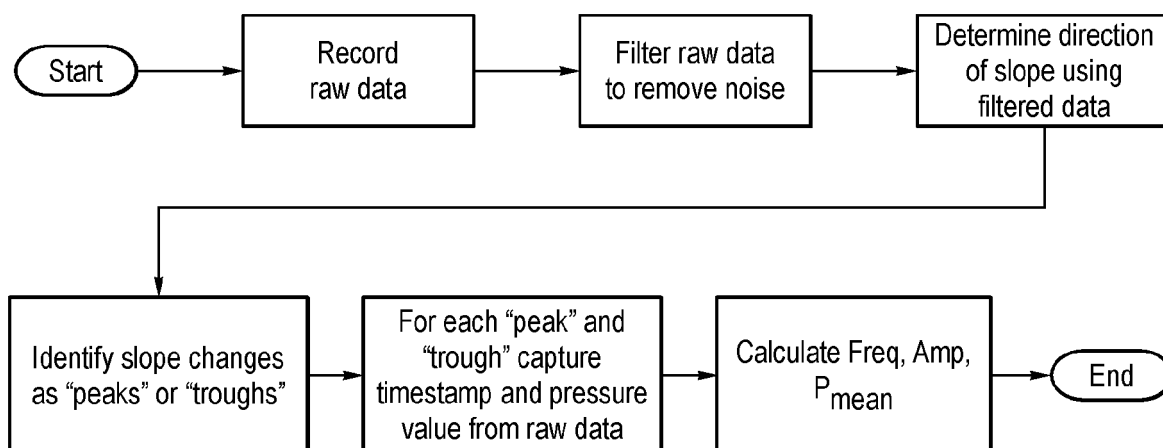 Start
Record
raw data
Filter raw data
to remove noise
Determine direction
of slope using
filtered data
Identify slope changes
as “peaks” or “troughs”
For each “peak” and
“trough” capture
timestamp and pressure
value from raw data
Calculate Freq, Amp,
Pmean
End